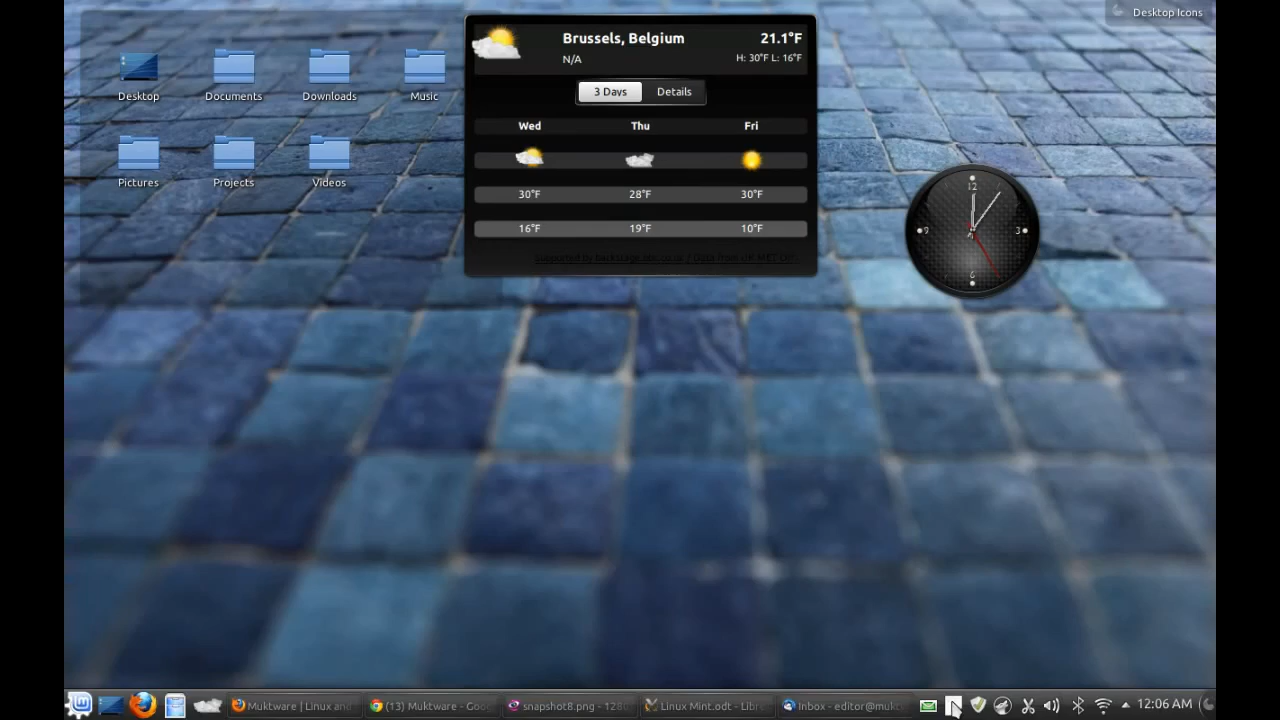 Desktop Icons
Desktop Documents Downloads Music
Pictures Projects Videos
Brussels, Belgium 21.1°F
N/A H: 30°F L: 16°F
3 Days Details
Wed Thu Fri
30°F 28°F 30°F
16°F 19°F 10°F
12
9 3
6
Muktware | Linux and
(13) Muktware - Goo
snapshot8.png - 128
Linux Mint.odt - Libre
Inbox - editor@muktw
12:06 AM